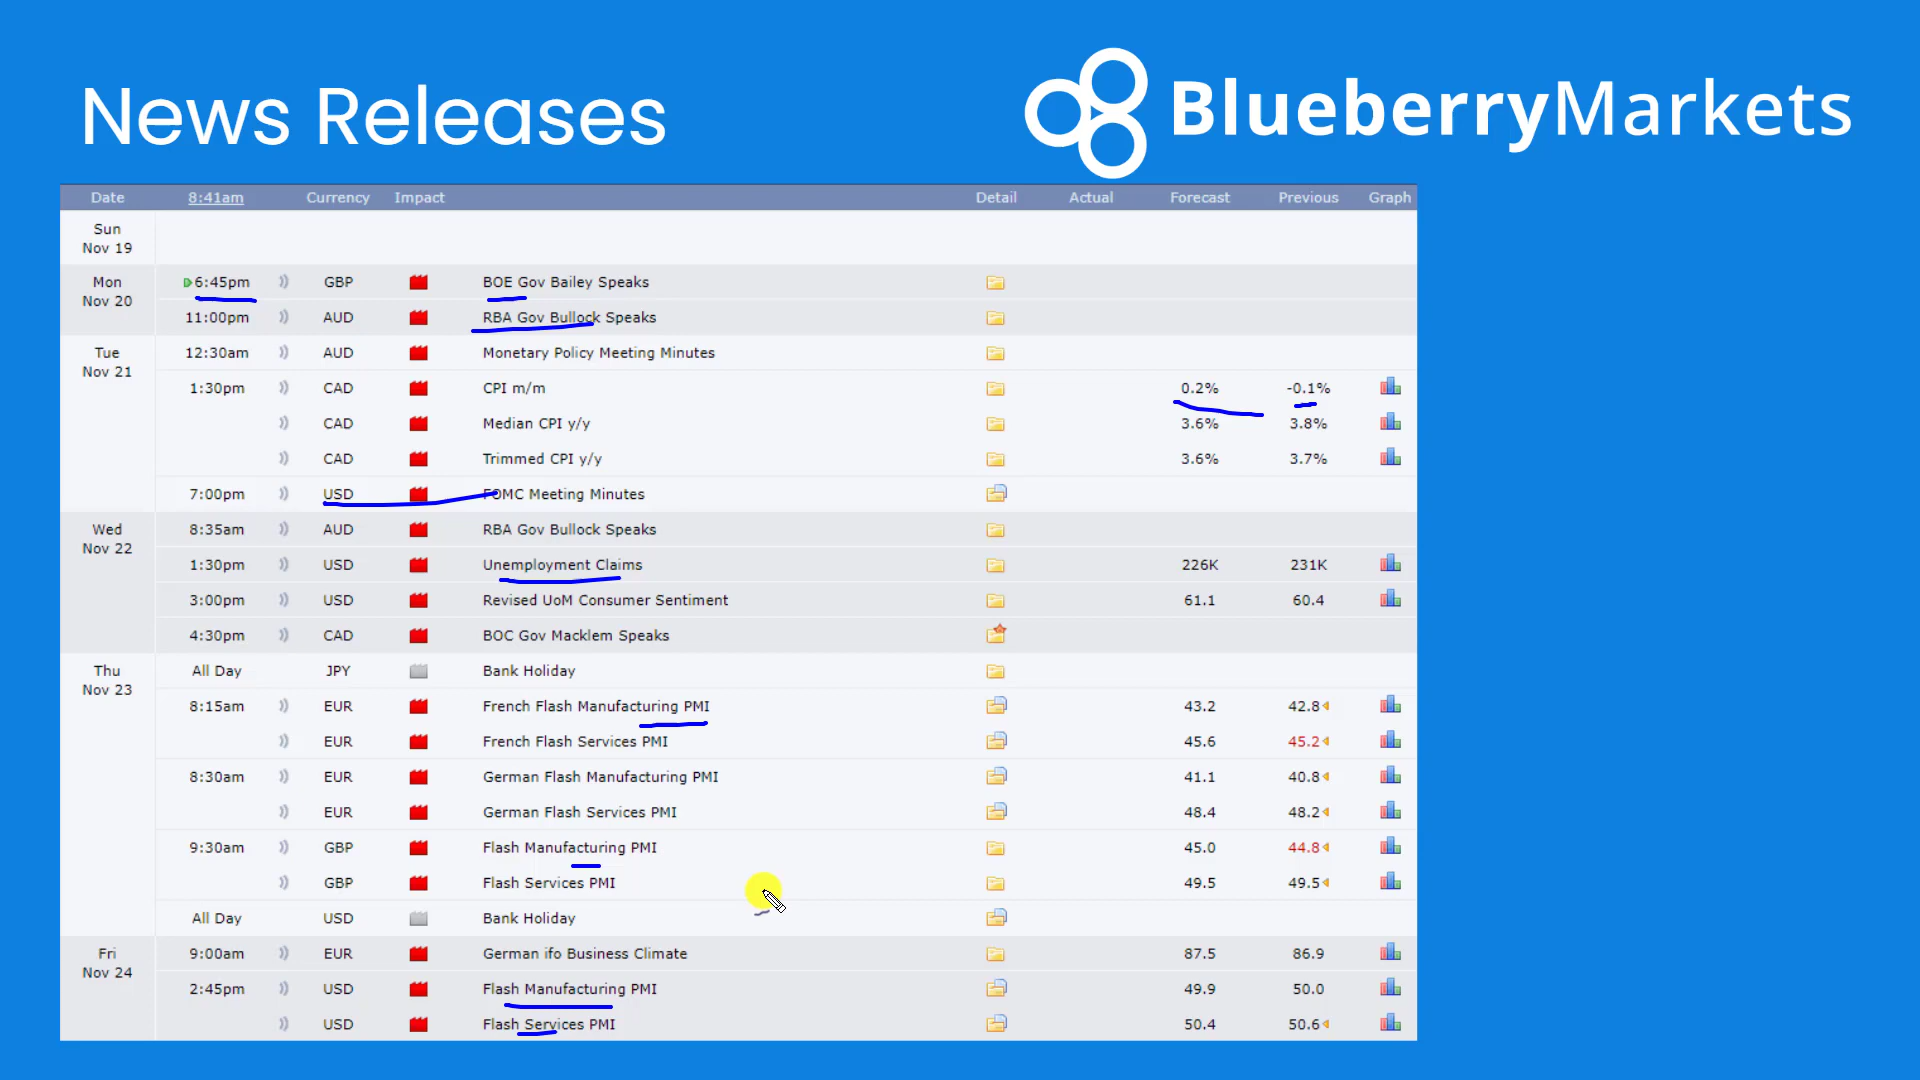 News Releases
BlueberryMarkets
Date 8:41am Currency Impact Detail Actual Forecast Previous Graph
Sun
Nov 19
Mon
Nov 20
6:45pm GBP BOE Gov Bailey Speaks
11:00pm AUD RBA Gov Bullock Speaks
Tue
Nov 21
12:30am AUD Monetary Policy Meeting Minutes
1:30pm CAD CPI m/m 0.2% -0.1%
CAD Median CPI y/y 3.6% 3.8%
CAD Trimmed CPI y/y 3.6% 3.7%
7:00pm USD FOMC Meeting Minutes
Wed
Nov 22
8:35am AUD RBA Gov Bullock Speaks
1:30pm USD Unemployment Claims 226K 231K
3:00pm USD Revised UoM Consumer Sentiment 61.1 60.4
4:30pm CAD BOC Gov Macklem Speaks
Thu
Nov 23
All Day JPY Bank Holiday
8:15am EUR French Flash Manufacturing PMI 43.2 42.8
EUR French Flash Services PMI 45.6 45.2
8:30am EUR German Flash Manufacturing PMI 41.1 40.8
EUR German Flash Services PMI 48.4 48.2
9:30am GBP Flash Manufacturing PMI 45.0 44.8
GBP Flash Services PMI 49.5 49.5
All Day USD Bank Holiday
Fri
Nov 24
9:00am EUR German ifo Business Climate 87.5 86.9
2:45pm USD Flash Manufacturing PMI 49.9 50.0
USD Flash Services PMI 50.4 50.6